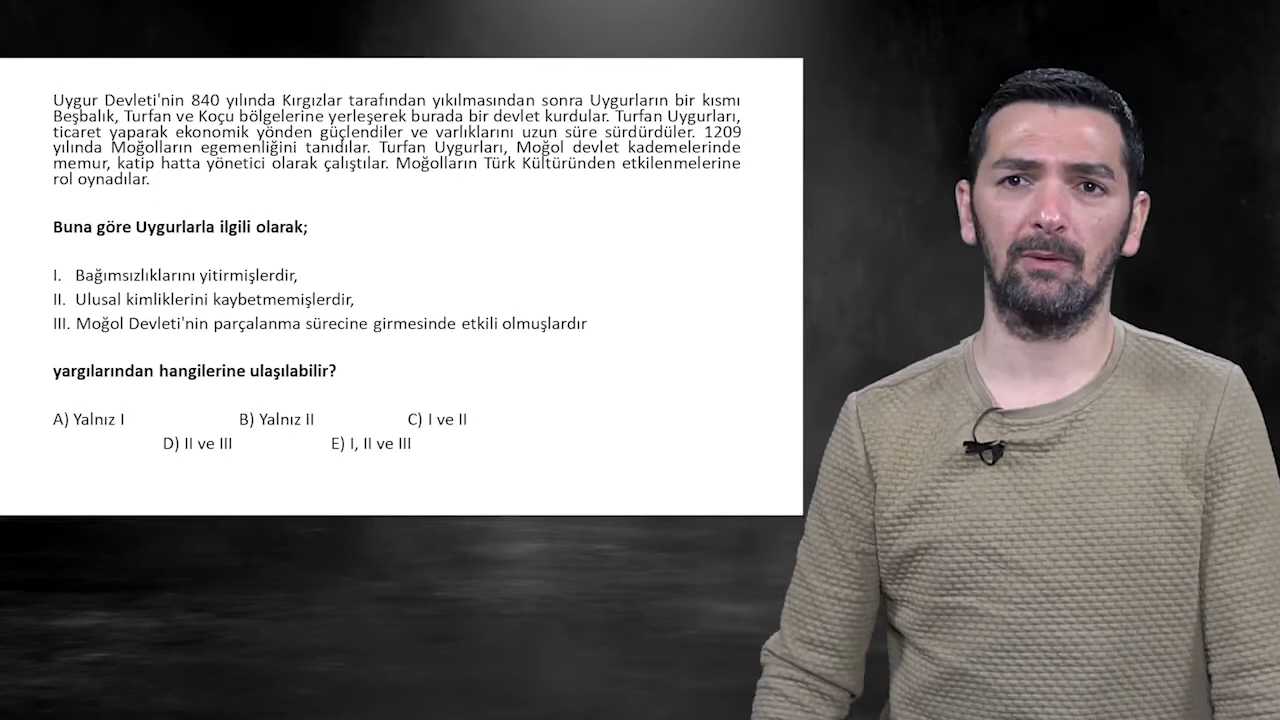 Uygur Devleti'nin 840 yılında Kırgızlar tarafından yıkılmasından sonra Uygurların bir kısmı
Beşbalık, Turfan ve Koçu bölgelerine yerleşerek burada bir devlet kurdular. Turfan Uygurları,
ticaret yaparak ekonomik yönden güçlendiler ve varlıklarını uzun süre sürdürdüler. 1209
yılında Moğolların egemenliğini tanıdılar. Turfan Uygurları, Moğol devlet kademelerinde
memur, katip hatta yönetici olarak çalıştılar. Moğolların Türk Kültüründen etkilenmelerine
rol oynadılar.
Buna göre Uygurlarla ilgili olarak;
I. Bağımsızlıklarını yitirmişlerdir,
II. Ulusal kimliklerini kaybetmemişlerdir,
III. Moğol Devleti'nin parçalanma sürecine girmesinde etkili olmuşlardır
yargılarından hangilerine ulaşılabilir?
A) Yalnız I B) Yalnız II C) I ve II
D) II ve III E) I, II ve III